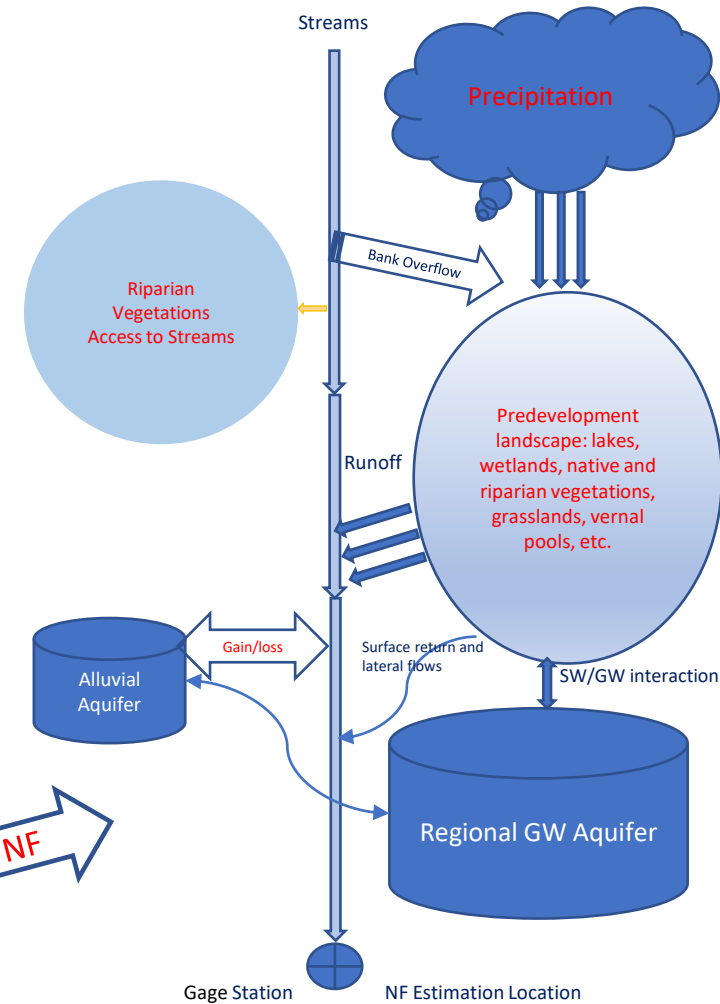 Streams
Precipitation
Bank Overflow
Riparian
Vegetations
Access to Streams
Predevelopment
landscape: lakes,
wetlands, native and
riparian vegetations,
grasslands, vernal
pools, etc.
Runoff
Gain/loss
Surface return and
lateral flows
Alluvial
Aquifer
SW/GW interaction
Regional GW Aquifer
NF
Gage Station
NF Estimation Location